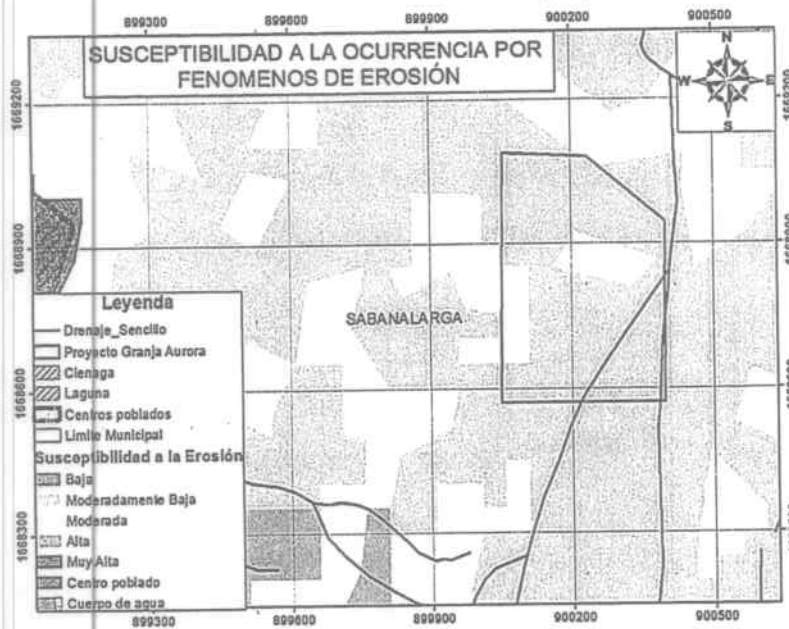 899300 899600 899900 900200 900500
SUSCEPTIBILIDAD A LA OCURRENCIA POR
FENOMENOS DE EROSIÓN
N
W E
S
1669200 1669200
1668900
SABANALARGA
Leyenda
Drenaje_Sencillo
Proyecto Granja Aurora
Cienaga
Laguna
Centros poblados
Limite Municipal
Susceptibilidad a la Erosión
Baja
Moderadamente Baja
Moderada
Alta
Muy Alta
Centro poblado
Cuerpo de agua
1668600
1668300
899300 899600 899900 900200 900500